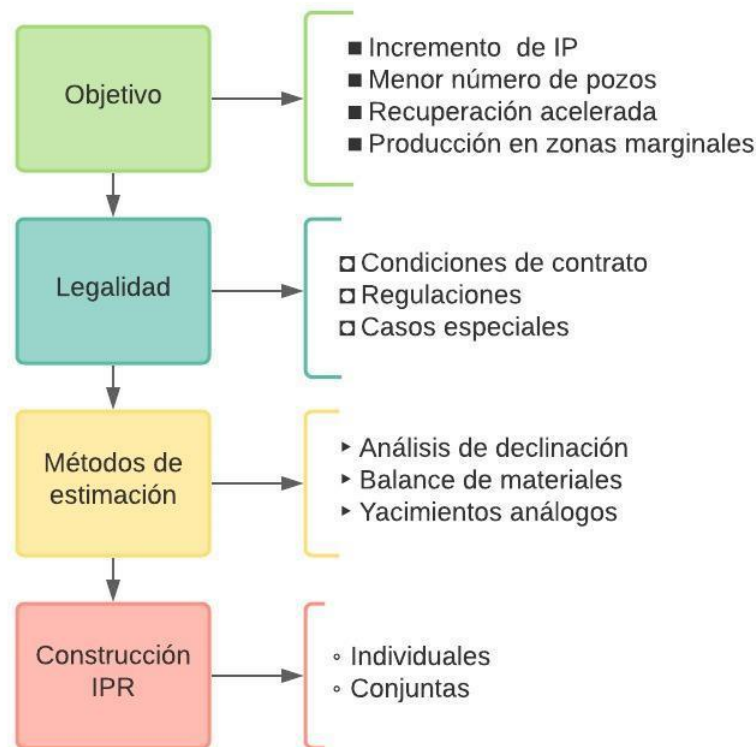 Objetivo
■ Incremento de IP
■ Menor número de pozos
■ Recuperación acelerada
■ Producción en zonas marginales
Legalidad
◘ Condiciones de contrato
◘ Regulaciones
◘ Casos especiales
Métodos de
estimación
‣ Análisis de declinación
‣ Balance de materiales
‣ Yacimientos análogos
Construcción
IPR
◦ Individuales
◦ Conjuntas